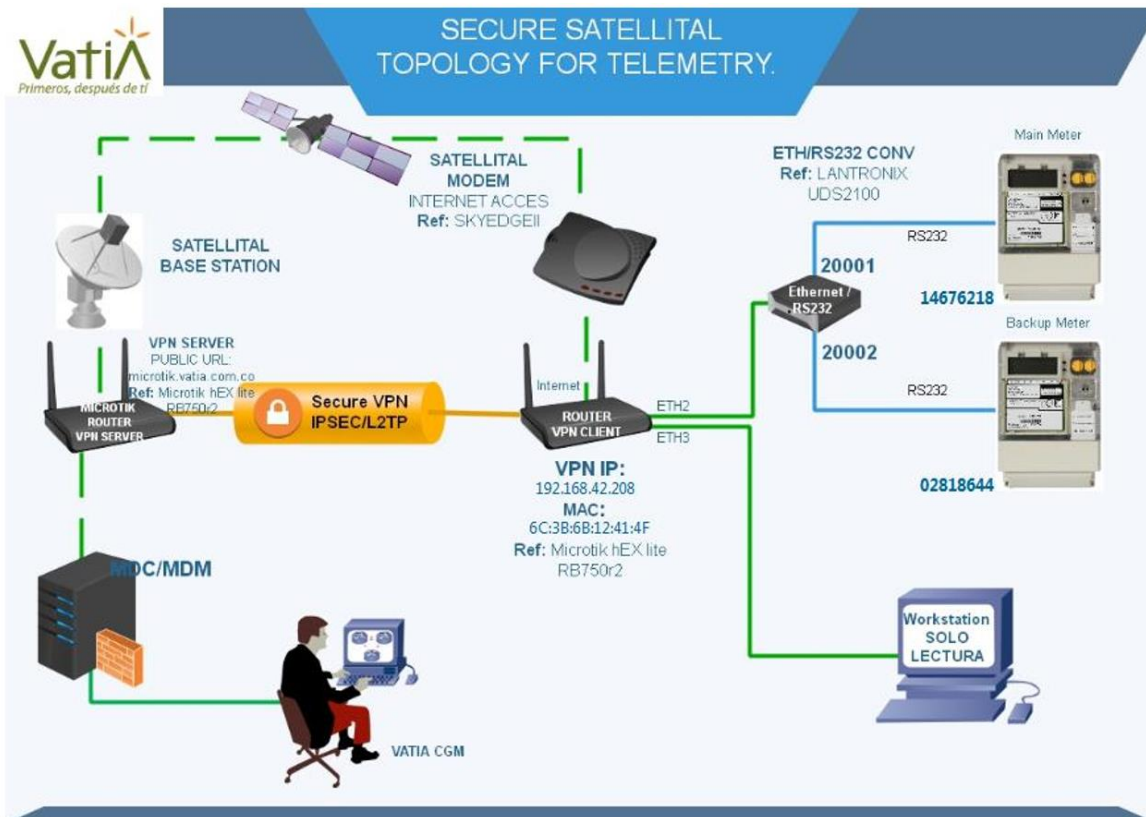 VatiA
Primeros, después de tí
SECURE SATELLITAL
TOPOLOGY FOR TELEMETRY.
SATELLITAL
MODEM
INTERNET ACCES
Ref: SKYEDGEII
SATELLITAL
BASE STATION
ETH/RS232 CONV
Ref: LANTRONIX
UDS2100
Main Meter
RS232
20001
14676218
Ethernet /
RS232
20002
Backup Meter
RS232
02818644
VPN SERVER
PUBLIC URL:
microtik.vatia.com.co
Ref: Microtik hEX lite
RB750r2
MICROTIK
ROUTER
VPN SERVER
Secure VPN
IPSEC/L2TP
Internet
ROUTER
VPN CLIENT
ETH2
ETH3
VPN IP:
192.168.42.208
MAC:
6C:3B:6B:12:41:4F
Ref: Microtik hEX lite
RB750r2
MDC/MDM
VATIA CGM
Workstation
SOLO
LECTURA